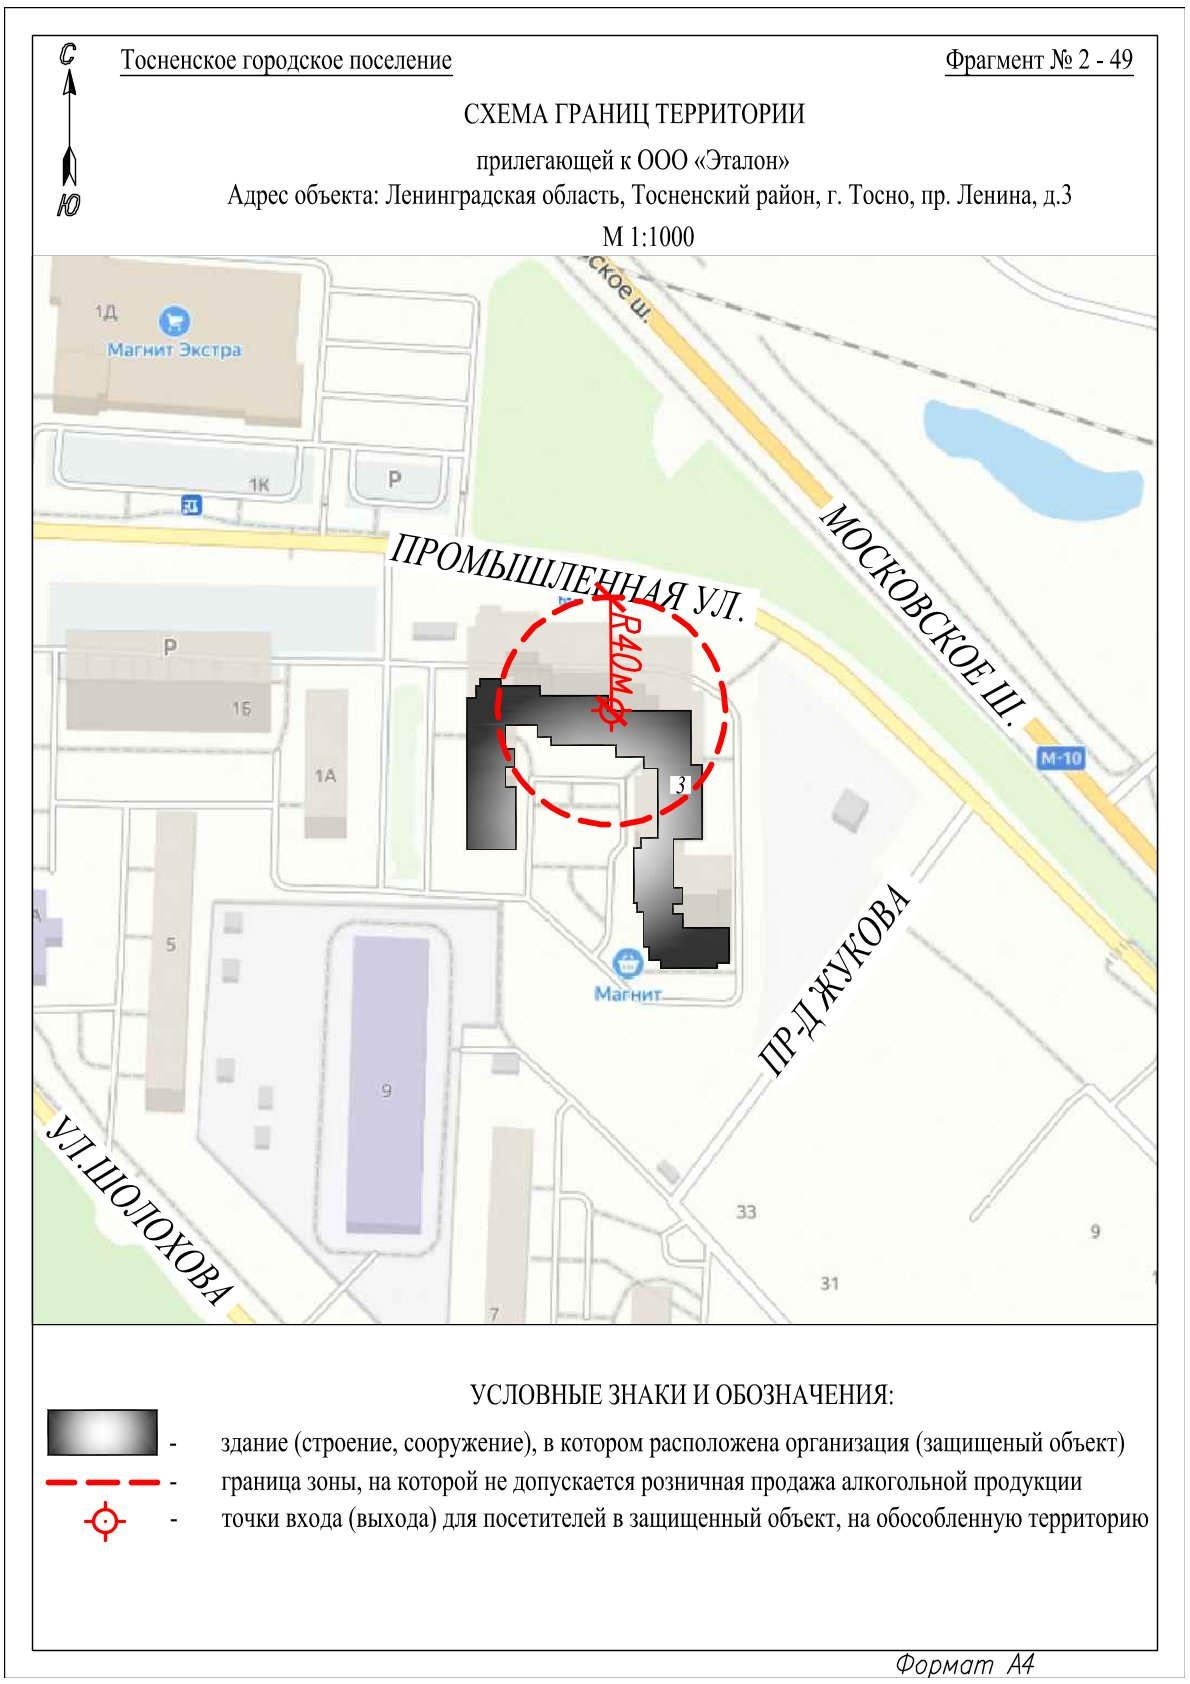 С
Тосненское городское поселение
Фрагмент № 2 - 49
СХЕМА ГРАНИЦ ТЕРРИТОРИИ
прилегающей к ООО «Эталон»
Адрес объекта: Ленинградская область, Тосненский район, г. Тосно, пр. Ленина, д.3
Ю
М 1:1000
ское ш.
1Д
Магнит Экстра
1К
P
МОСКОВСКОЕ Ш.
ПРОМЫШЛЕННАЯ УЛ.
R40м
P
1Б
М-10
1А
3
ПР-Д ЖУКОВА
5
Магнит
9
УЛ.ШОЛОХОВА
33
9
31
7
УСЛОВНЫЕ ЗНАКИ И ОБОЗНАЧЕНИЯ:
- здание (строение, сооружение), в котором расположена организация (защищеный объект)
- граница зоны, на которой не допускается розничная продажа алкогольной продукции
- точки входа (выхода) для посетителей в защищенный объект, на обособленную территорию
Формат А4